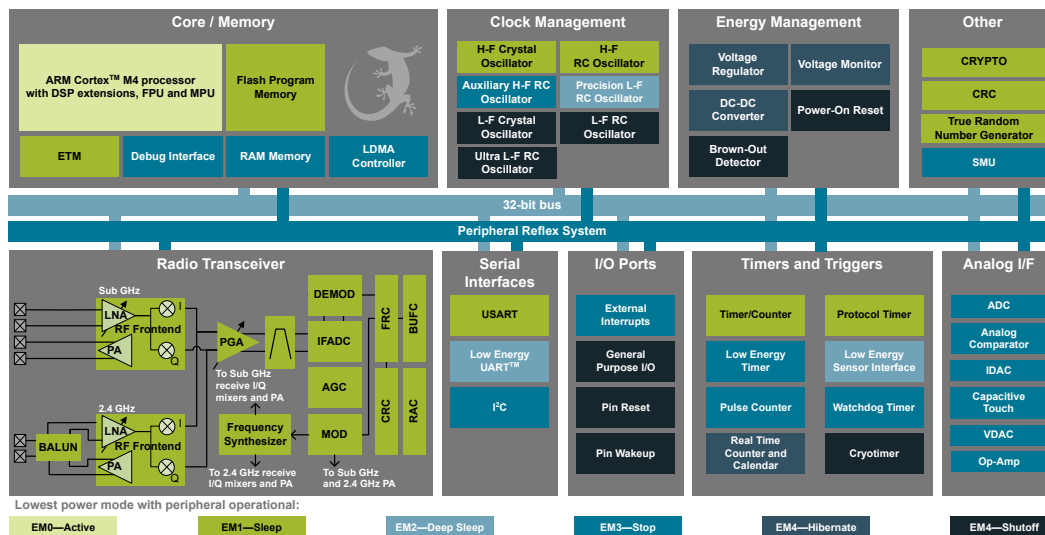 Core / Memory
ARM Cortex™ M4 processor
with DSP extensions, FPU and MPU
Flash Program
Memory
ETM
Debug Interface
RAM Memory
LDMA
Controller
Clock Management
H-F Crystal
Oscillator
H-F
RC Oscillator
Auxiliary H-F RC
Oscillator
Precision L-F
RC Oscillator
L-F Crystal
Oscillator
L-F RC
Oscillator
Ultra L-F RC
Oscillator
Energy Management
Voltage
Regulator
Voltage Monitor
DC-DC
Converter
Power-On Reset
Brown-Out
Detector
Other
CRYPTO
CRC
True Random
Number Generator
SMU
32-bit bus
Peripheral Reflex System
Radio Transceiver
Sub GHz
LNA
RF Frontend
PA
I
Q
PGA
To Sub GHz
receive I/Q
mixers and PA
DEMOD
IFADC
AGC
MOD
FRC
BUFC
CRC
RAC
2.4 GHz
BALUN
LNA
RF Frontend
PA
I
Q
Frequency
Synthesizer
To 2.4 GHz receive
I/Q mixers and PA
To Sub GHz
and 2.4 GHz PA
Serial
Interfaces
USART
Low Energy
UART™
I²C
I/O Ports
External
Interrupts
General
Purpose I/O
Pin Reset
Pin Wakeup
Timers and Triggers
Timer/Counter
Protocol Timer
Low Energy
Timer
Low Energy
Sensor Interface
Pulse Counter
Watchdog Timer
Real Time
Counter and
Calendar
Cryotimer
Analog I/F
ADC
Analog
Comparator
IDAC
Capacitive
Touch
VDAC
Op-Amp
Lowest power mode with peripheral operational:
EM0—Active
EM1—Sleep
EM2—Deep Sleep
EM3—Stop
EM4—Hibernate
EM4—Shutoff